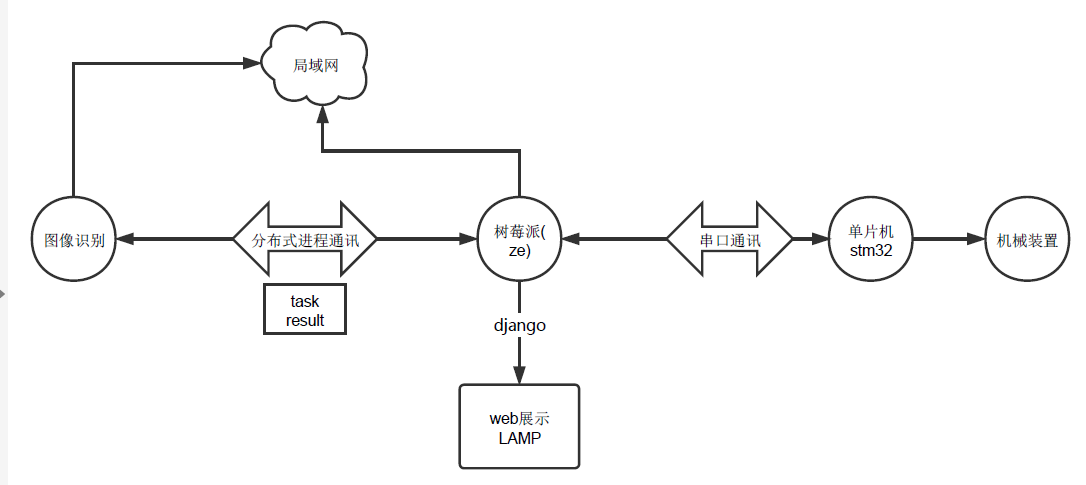 局域网
图像识别
分布式进程通讯
task
result
树莓派(
ze)
串口通讯
单片机
stm32
机械装置
django
web展示
LAMP